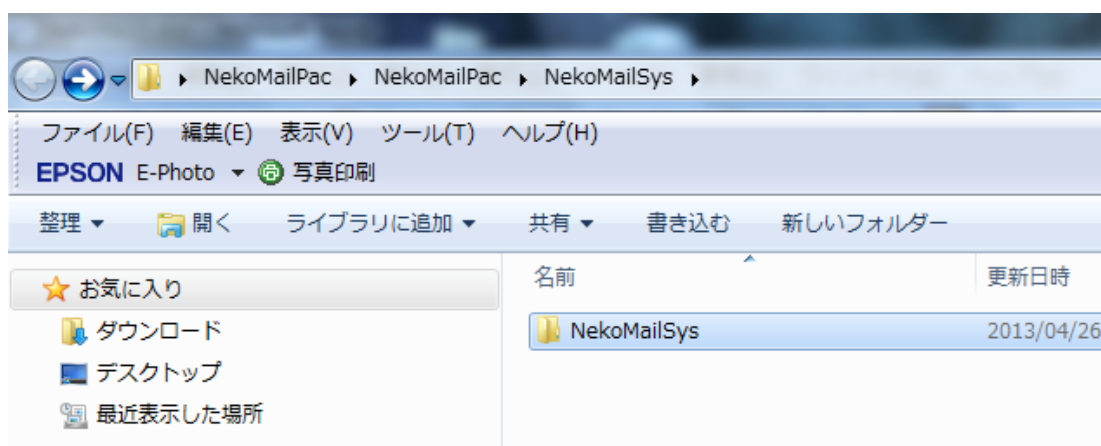 NekoMailPac NekoMailPac NekoMailSys
ファイル(F) 編集(E) 表示(V) ツール(T) ヘルプ(H)
EPSON E-Photo 写真印刷
整理 開く ライブラリに追加 共有 書き込む 新しいフォルダー
お気に入り
ダウンロード
デスクトップ
最近表示した場所
名前 更新日時
NekoMailSys 2013/04/26